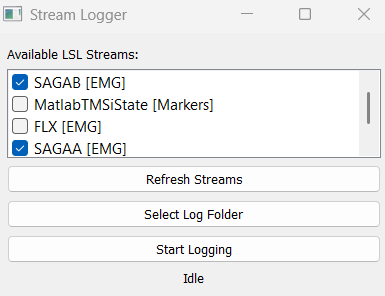 Stream Logger
Available LSL Streams:
SAGAB [EMG]
MatlabTMSiState [Markers]
FLX [EMG]
SAGAA [EMG]
Refresh Streams
Select Log Folder
Start Logging
Idle